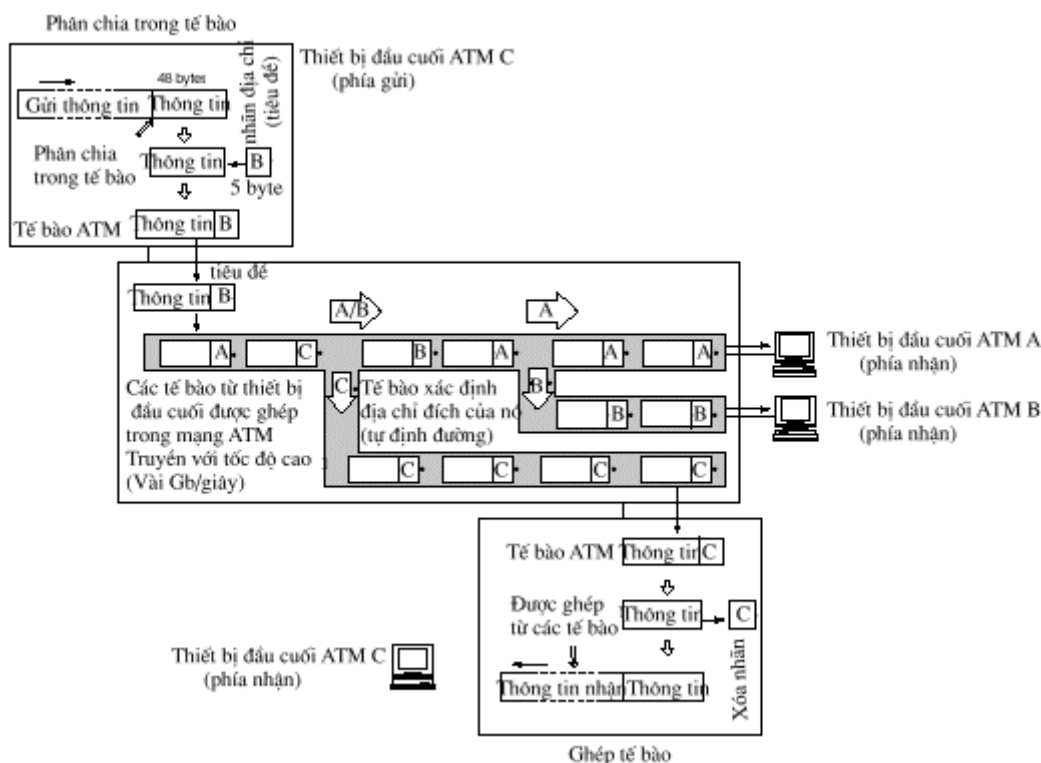 Phân chia trong tế bào
Thiết bị đầu cuối ATM C
(phía gửi)
48 bytes
Gửi thông tin
Thông tin
nhãn địa chỉ
(tiêu đề)
Phân chia
trong tế bào
Thông tin
B
5 byte
Tế bào ATM
Thông tin
B
tiêu đề
Thông tin
B
A/B
A
A
C
B
A
A
A
Thiết bị đầu cuối ATM A
(phía nhận)
C
B
Các tế bào từ thiết bị
đầu cuối được ghép
trong mạng ATM
Truyền với tốc độ cao
(Vài Gb/giây)
Tế bào xác định
địa chỉ đích của nó
(tự định đường)
B
B
Thiết bị đầu cuối ATM B
(phía nhận)
C
C
C
C
Tế bào ATM
Thông tin
C
Được ghép
từ các tế bào
Thông tin
C
Xóa nhãn
Thiết bị đầu cuối ATM C
(phía nhận)
Thông tin nhận
Thông tin
Ghép tế bào